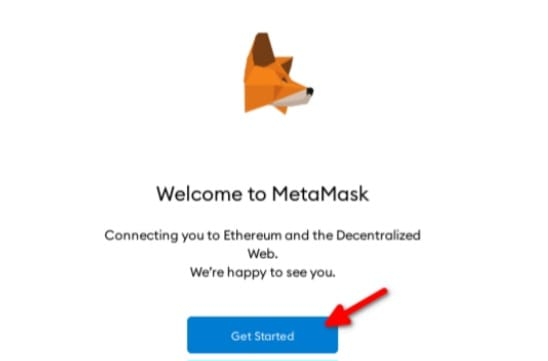 Welcome to MetaMask
Connecting you to Ethereum and the Decentralized
Web.
We're happy to see you.
Get Started